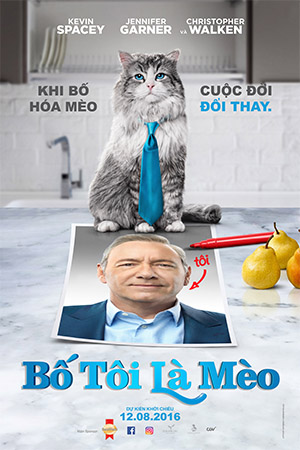 KEVIN SPACEY
JENNIFER GARNER
VÀ CHRISTOPHER WALKEN
KHI BỐ HÓA MÈO
CUỘC ĐỜI ĐỔI THAY.
tôi
Bố Tôi Là Mèo
DỰ KIẾN KHỞI CHIẾU
12.08.2016